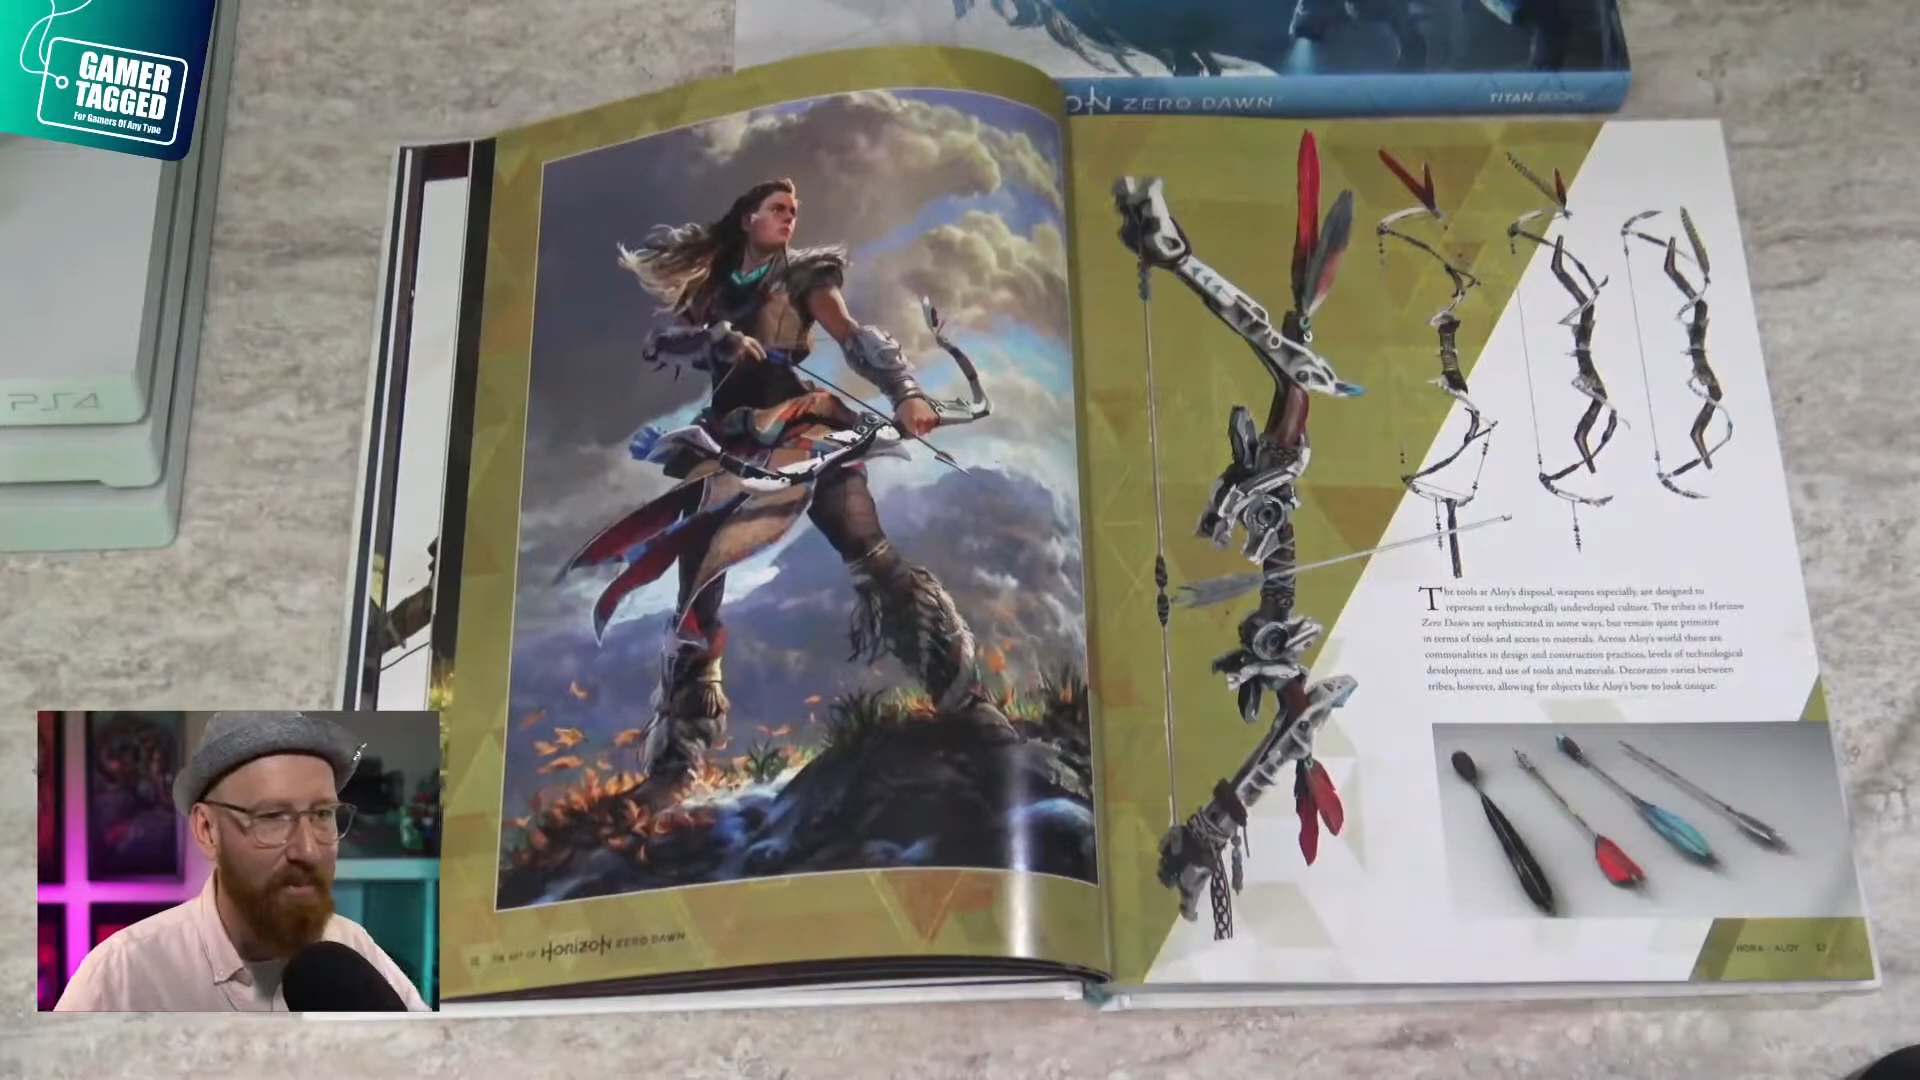 GAMER
TAGGED
For Gamers Of Any Type
ZERO DAWN
TITAN BOOKS
PS4
The tools at Aloy's disposal, weapons especially, are designed to
represent a technologically undeveloped culture. The tribes in Horizon
Zero Dawn are sophisticated in some ways, but remain quite primitive
in terms of tools and access to materials. Across Aloy's world there are
commonalities in design and construction practices, levels of technological
development, and use of tools and materials. Decoration varies between
tribes, however, allowing for objects like Aloy's bow to look unique.
THE ART OF HORIZON ZERO DAWN
NORA / ALOY